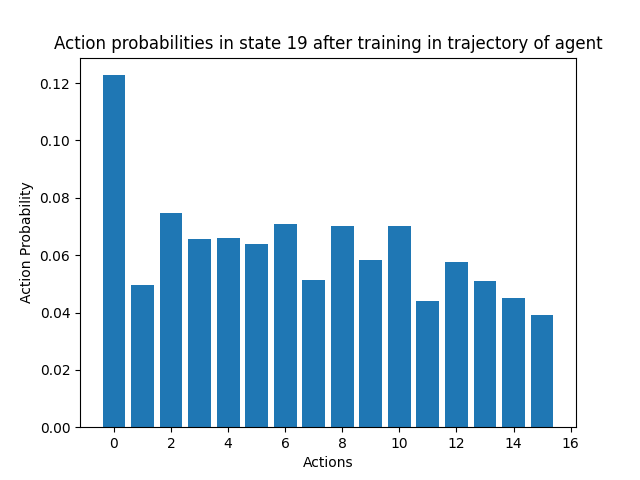 Action probabilities in state 19 after training in trajectory of agent
0.12
0.10
0.08
0.06
0.04
0.02
0.00
Action Probability
0 2 4 6 8 10 12 14 16
Actions